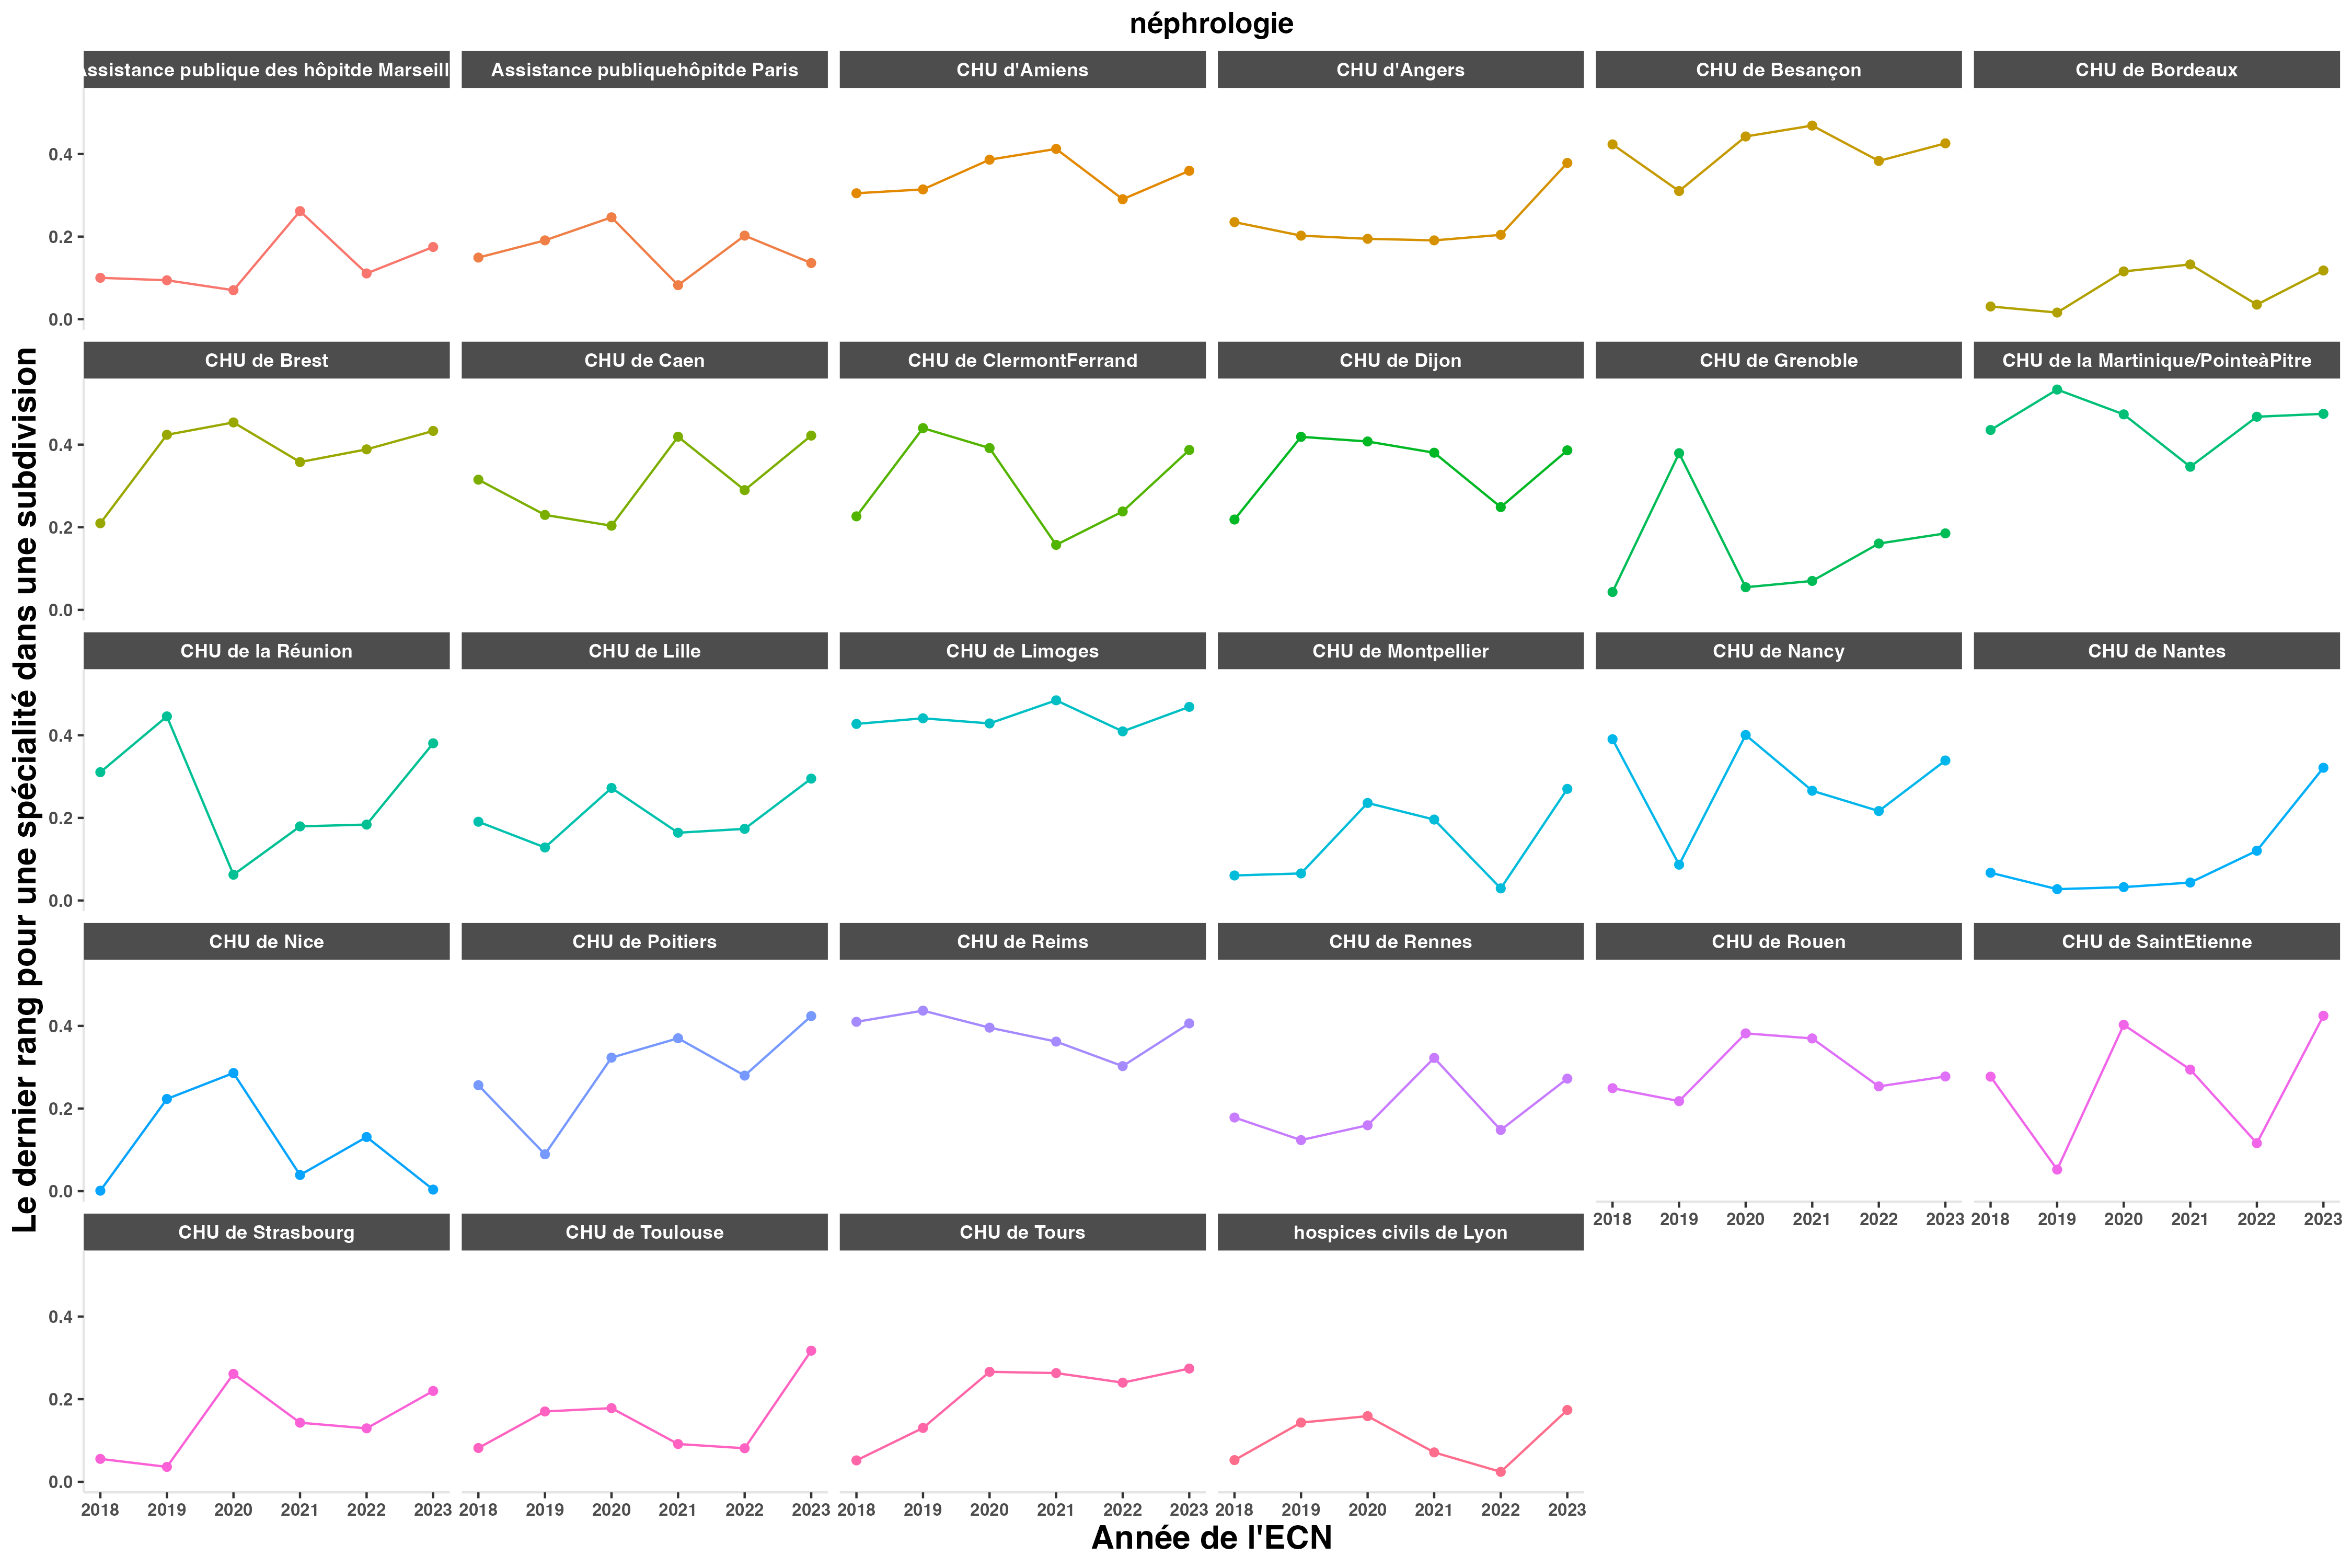 néphrologie
Assistance publique des hôpitde Marseill
Assistance publiquehôpitde Paris
CHU d'Amiens
CHU d'Angers
CHU de Besançon
CHU de Bordeaux
0.4
0.2
0.0
CHU de Brest
CHU de Caen
CHU de ClermontFerrand
CHU de Dijon
CHU de Grenoble
CHU de la Martinique/PointeàPitre
0.4
0.2
0.0
Le dernier rang pour une spécialité dans une subdivision
CHU de la Réunion
CHU de Lille
CHU de Limoges
CHU de Montpellier
CHU de Nancy
CHU de Nantes
0.4
0.2
0.0
CHU de Nice
CHU de Poitiers
CHU de Reims
CHU de Rennes
CHU de Rouen
CHU de SaintEtienne
0.4
0.2
0.0
2018 2019 2020 2021 2022 2023
2018 2019 2020 2021 2022 2023
CHU de Strasbourg
CHU de Toulouse
CHU de Tours
hospices civils de Lyon
0.4
0.2
0.0
2018 2019 2020 2021 2022 2023
2018 2019 2020 2021 2022 2023
2018 2019 2020 2021 2022 2023
2018 2019 2020 2021 2022 2023
Année de l'ECN